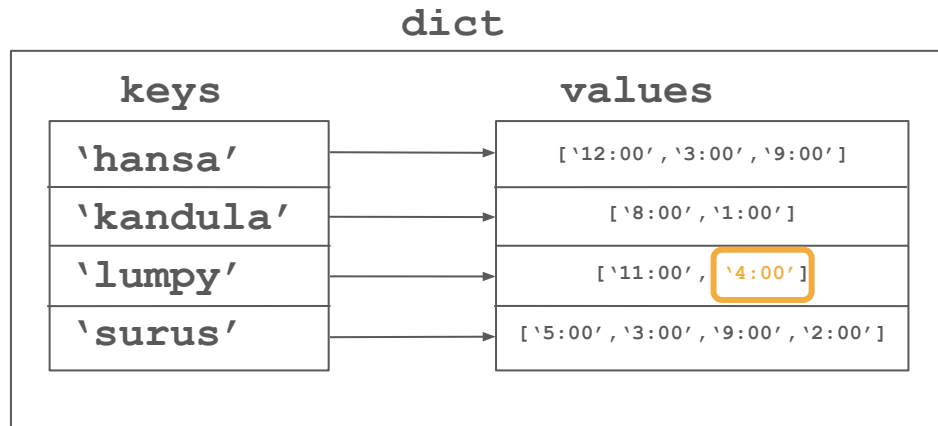 dict
keys values
‘hansa’ [‘12:00’,‘3:00’,‘9:00’]
‘kandula’ [‘8:00’,‘1:00’]
‘lumpy’ [‘11:00’, ‘4:00’]
‘surus’ [‘5:00’,‘3:00’,‘9:00’,‘2:00’]